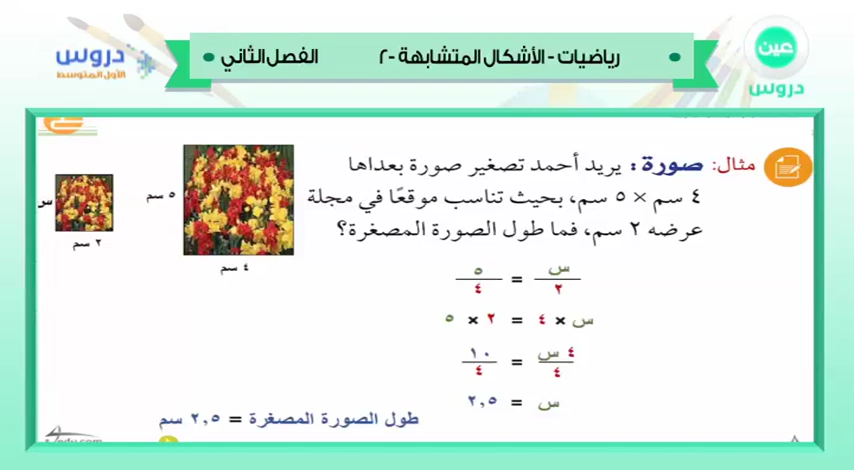 رياضيات - الأشكال المتشابهة -٢ الفصل الثاني
عين
دروس
دروس
الأول المتوسط
مثال: صورة: يريد أحمد تصغير صورة بعداها
٤ سم × ٥ سم، بحيث تناسب موقعًا في مجلة
عرضه ٢ سم، فما طول الصورة المصغرة؟
٥ سم
٤ سم
س
٢ سم
س/٢ = ٥/٤
س × ٤ = ٢ × ٥
٤ س/٤ = ١٠/٤
س = ٢,٥
طول الصورة المصغرة = ٢,٥ سم